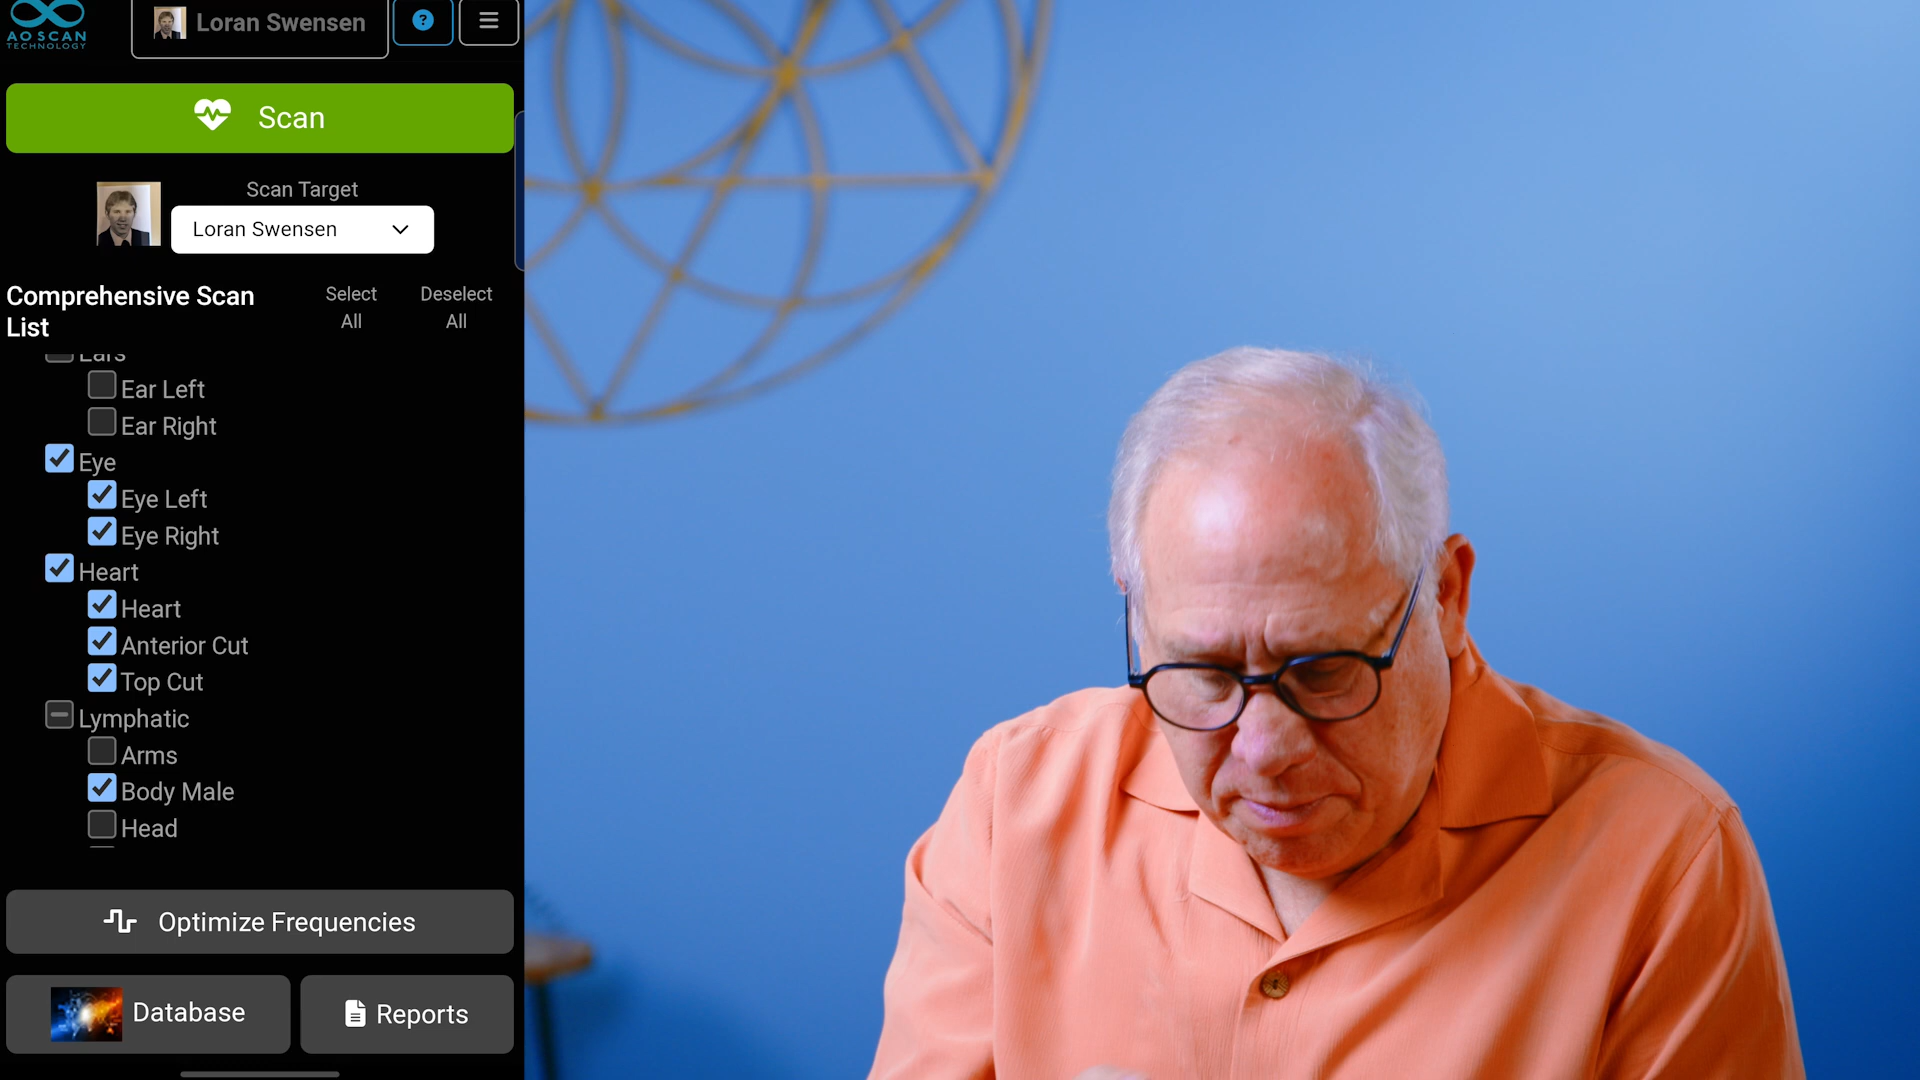 AO SCAN
TECHNOLOGY
Loran Swensen
?
Scan
Scan Target
Loran Swensen
Comprehensive Scan
List
Select
All
Deselect
All
Ears
Ear Left
Ear Right
Eye
Eye Left
Eye Right
Heart
Heart
Anterior Cut
Top Cut
Lymphatic
Arms
Body Male
Head
Optimize Frequencies
Database
Reports